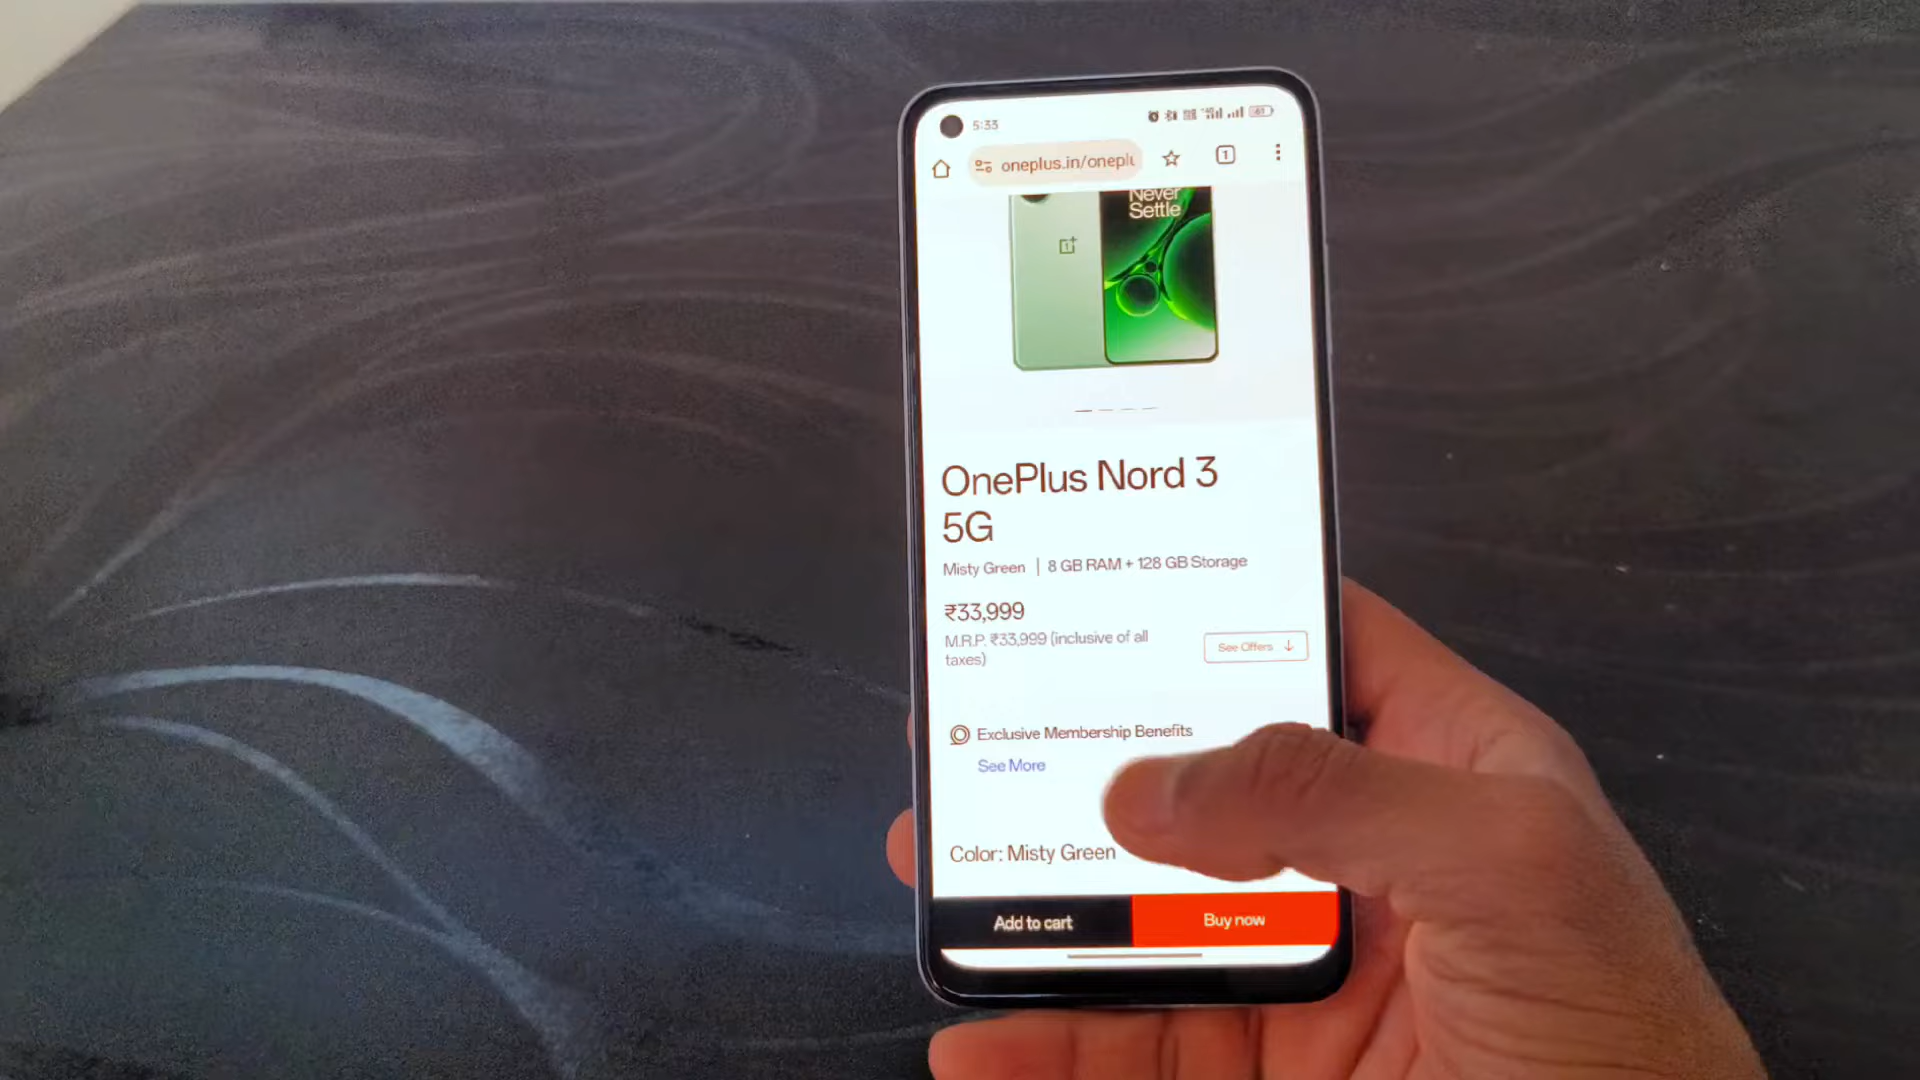 5:33
oneplus.in/oneplu
1
Never
Settle
OnePlus Nord 3
5G
Misty Green | 8 GB RAM + 128 GB Storage
₹33,999
M.R.P. ₹33,999 (inclusive of all
taxes)
See Offers ↓
Exclusive Membership Benefits
See More
Color: Misty Green
Add to cart
Buy now